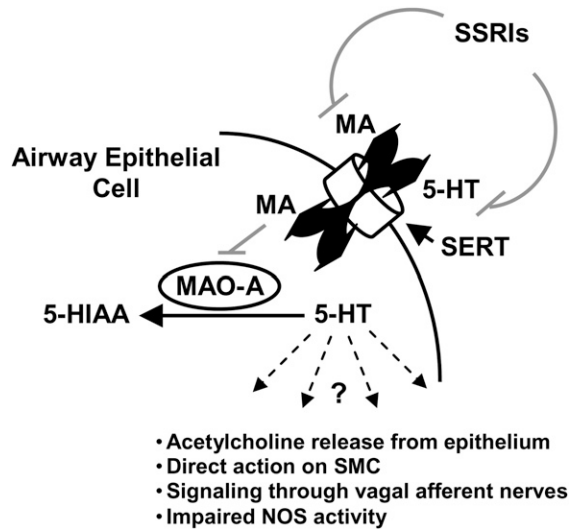 SSRIs
MA
Airway Epithelial
Cell
5-HT
MA
SERT
MAO-A
5-HIAA
5-HT
?
• Acetylcholine release from epithelium
• Direct action on SMC
• Signaling through vagal afferent nerves
• Impaired NOS activity